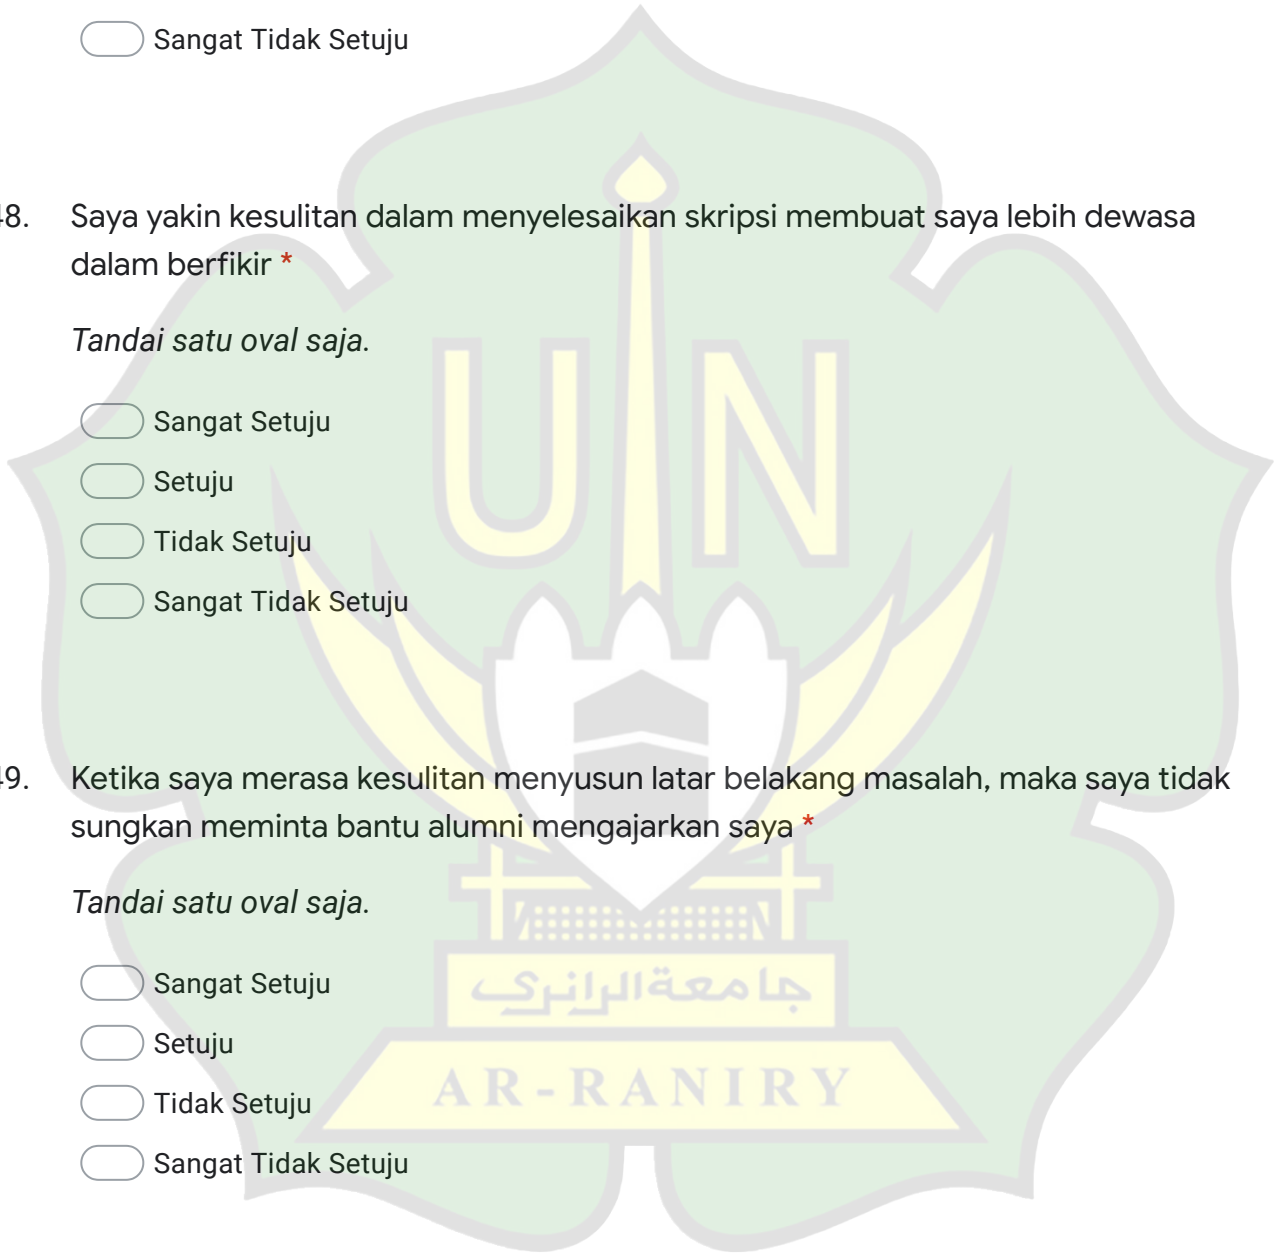 Sangat Tidak Setuju
48. Saya yakin kesulitan dalam menyelesaikan skripsi membuat saya lebih dewasa
dalam berfikir *
Tandai satu oval saja.
Sangat Setuju
Setuju
Tidak Setuju
Sangat Tidak Setuju
49. Ketika saya merasa kesulitan menyusun latar belakang masalah, maka saya tidak
sungkan meminta bantu alumni mengajarkan saya *
Tandai satu oval saja.
Sangat Setuju
Setuju
Tidak Setuju
Sangat Tidak Setuju
UIN
جامعة الرانري
AR-RANIRY